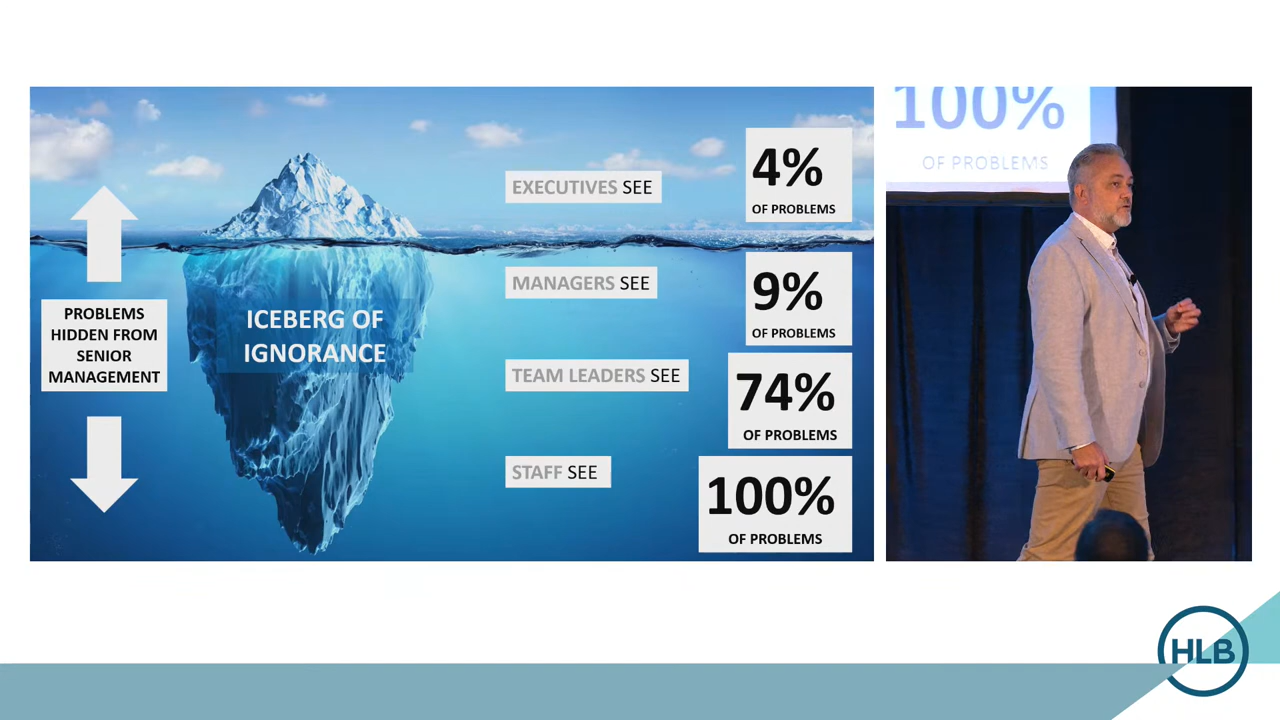 EXECUTIVES SEE
4%
OF PROBLEMS
MANAGERS SEE
9%
OF PROBLEMS
PROBLEMS
HIDDEN FROM
SENIOR
MANAGEMENT
ICEBERG OF
IGNORANCE
TEAM LEADERS SEE
74%
OF PROBLEMS
STAFF SEE
100%
OF PROBLEMS
100%
OF PROBLEMS
HLB